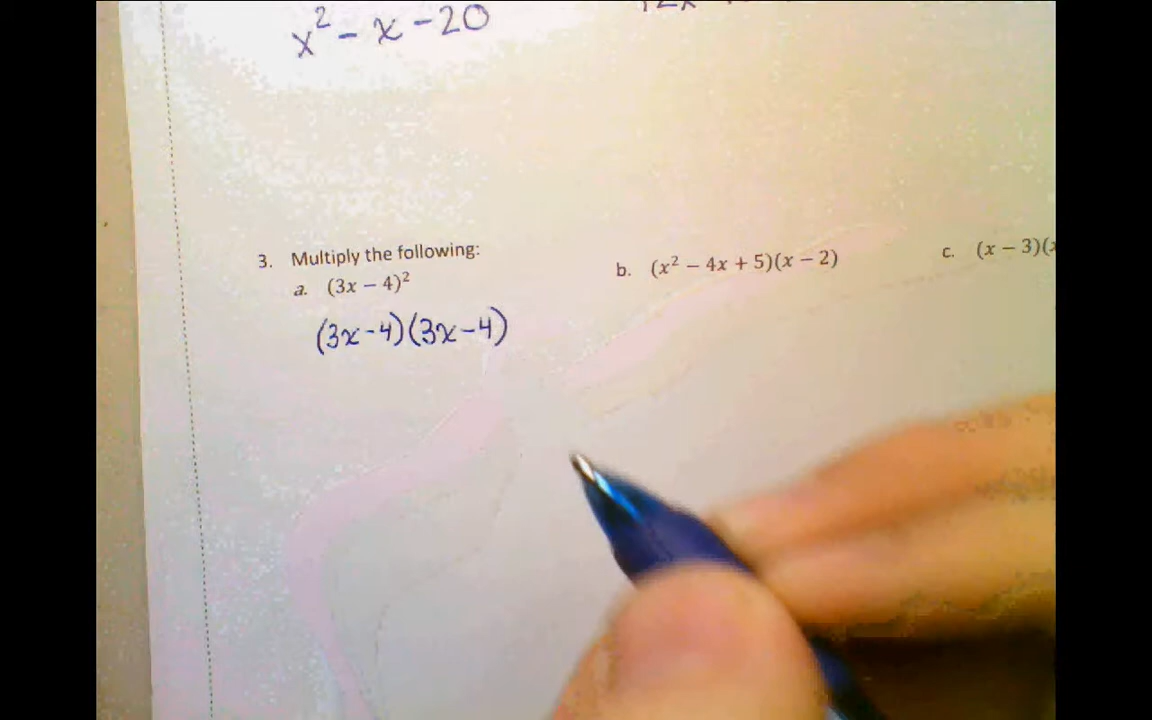 x² - x - 20
3. Multiply the following:
a. (3x − 4)²
(3x-4)(3x-4)
b. (x² − 4x + 5)(x − 2)
c. (x − 3)(